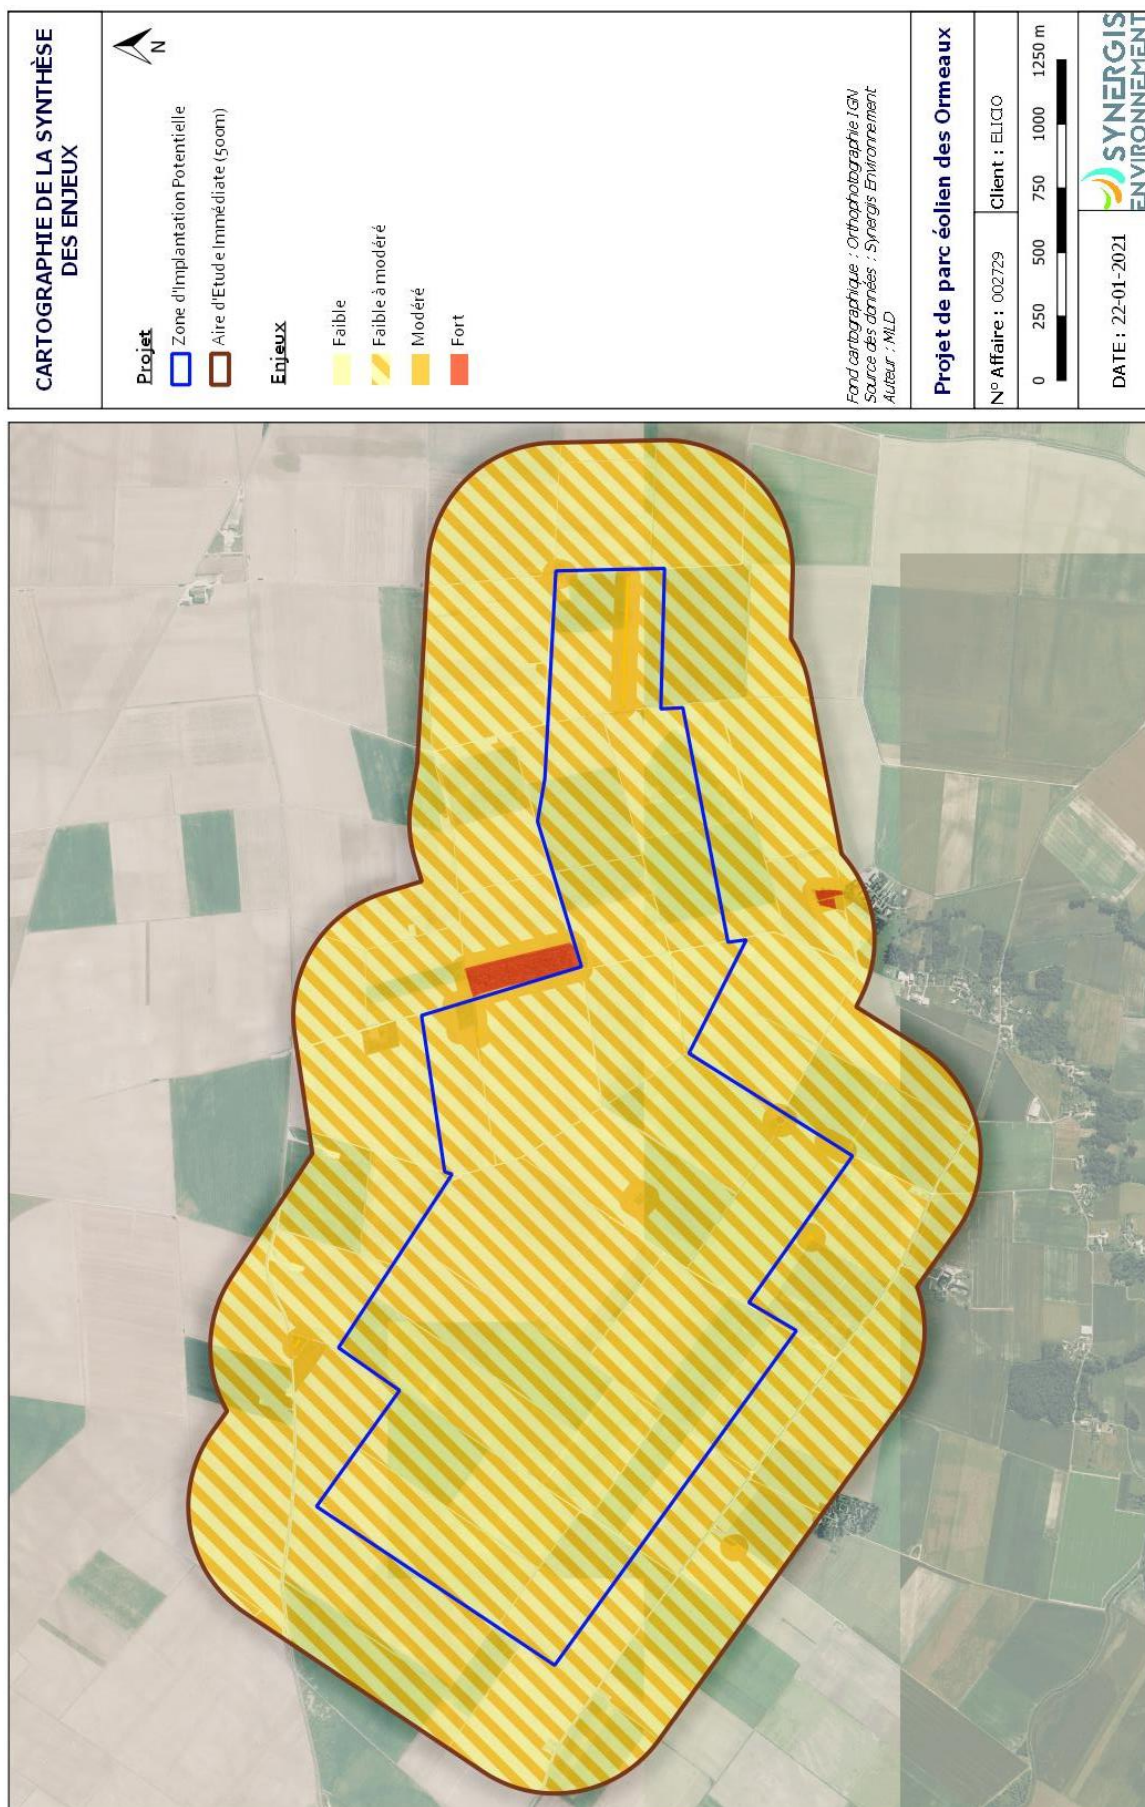 CARTOGRAPHIE DE LA SYNTHÈSE
DES ENJEUX
N
Projet
Zone d'Implantation Potentielle
Aire d'Etude Immédiate (500m)
Enjeux
Faible
Faible à modéré
Modéré
Fort
Fond cartographique : Orthophotographie IGN
Source des données : Synergis Environnement
Auteur : MLD
Projet de parc éolien des Ormeaux
N° Affaire : 002729
Client : ELICIO
0 250 500 750 1000 1250 m
DATE : 22-01-2021
SYNERGIS
ENVIRONNEMENT